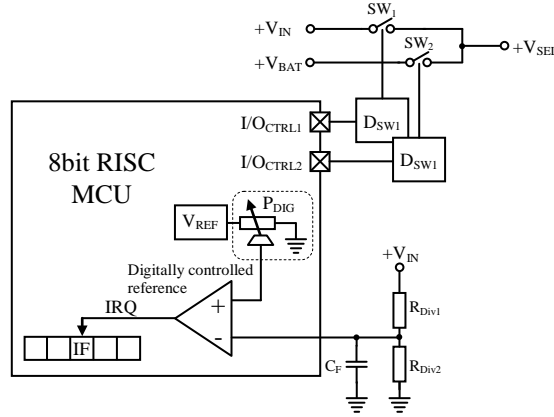 SW1
+VIN
SW2
+VSEL
+VBAT
I/OCTRL1
DSW1
8bit RISC
MCU
I/OCTRL2
DSW1
PDIG
VREF
Digitally controlled
reference
+VIN
IRQ
+
-
RDiv1
IF
CF
RDiv2